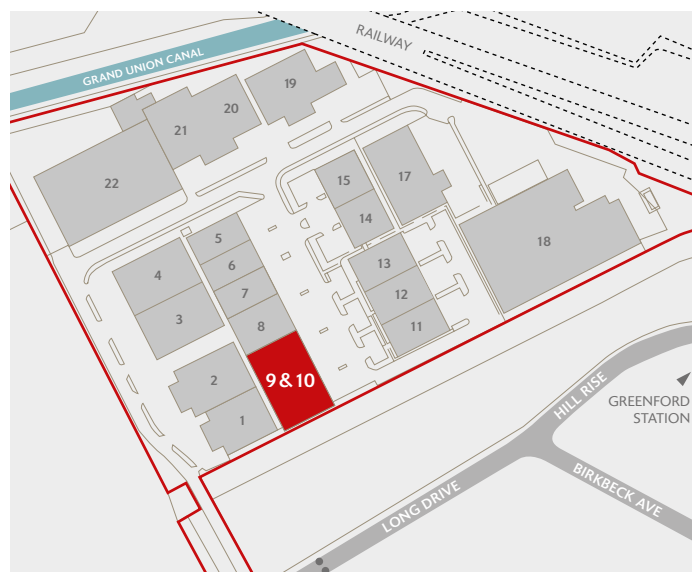 RAILWAY
GRAND UNION CANAL
19
20
21
22
15
17
14
5
6
7
8
4
3
13
12
11
18
2
1
9 & 10
HILL RISE
GREENFORD
STATION
LONG DRIVE
BIRKBECK AVE